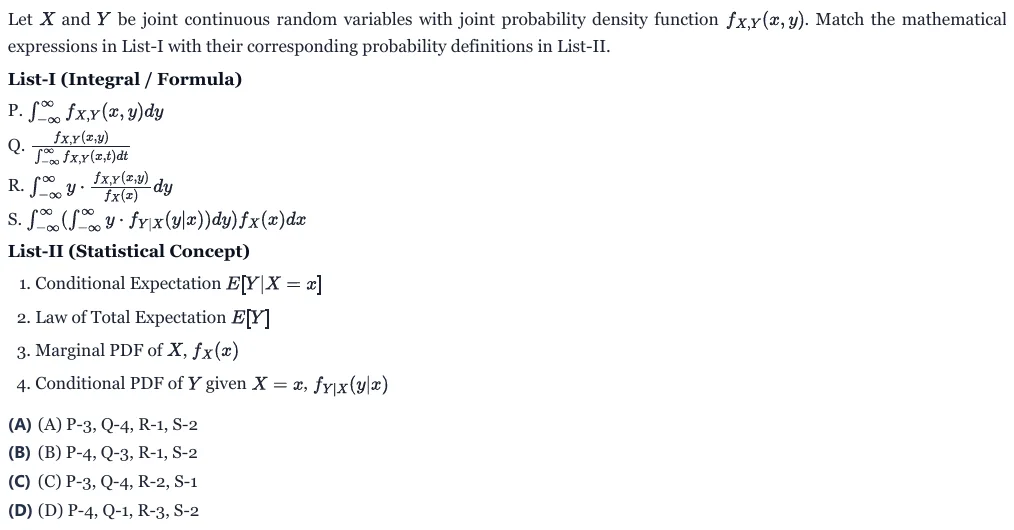 Let X and Y be joint continuous random variables with joint probability density function f_{X,Y}(x, y). Match the mathematical
expressions in List-I with their corresponding probability definitions in List-II.
List-I (Integral / Formula)
P. ∫_{−∞}^{∞} f_{X,Y}(x, y)dy
Q. \frac{f_{X,Y}(x,y)}{∫_{−∞}^{∞} f_{X,Y}(x,t)dt}
R. ∫_{−∞}^{∞} y · \frac{f_{X,Y}(x,y)}{f_X(x)} dy
S. ∫_{−∞}^{∞}(∫_{−∞}^{∞} y · f_{Y|X}(y|x))dy)f_X(x)dx
List-II (Statistical Concept)
1. Conditional Expectation E[Y|X = x]
2. Law of Total Expectation E[Y]
3. Marginal PDF of X, f_X(x)
4. Conditional PDF of Y given X = x, f_{Y|X}(y|x)
(A) (A) P-3, Q-4, R-1, S-2
(B) (B) P-4, Q-3, R-1, S-2
(C) (C) P-3, Q-4, R-2, S-1
(D) (D) P-4, Q-1, R-3, S-2